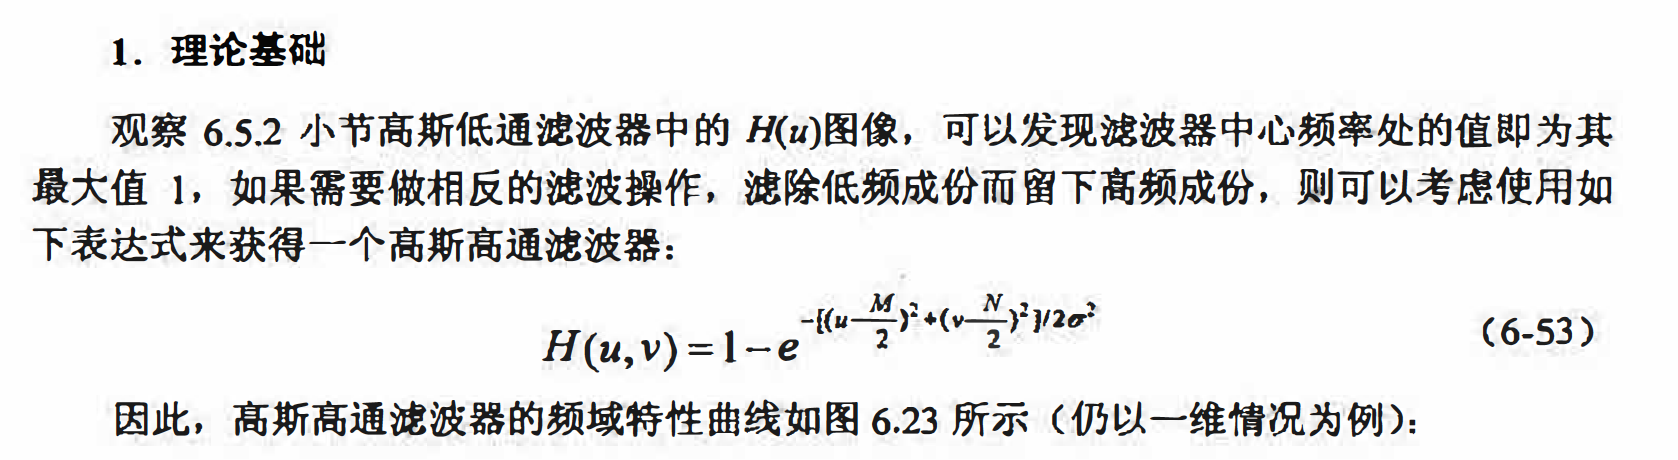 1. 理论基础
观察 6.5.2 小节高斯低通滤波器中的 H(u)图像，可以发现滤波器中心频率处的值即为其
最大值 1，如果需要做相反的滤波操作，滤除低频成份而留下高频成份，则可以考虑使用如
下表达式来获得一个高斯高通滤波器：
H(u,v)=1-e^{-[(u-\frac{M}{2})^2+(v-\frac{N}{2})^2]/2σ^2} （6-53）
因此，高斯高通滤波器的频域特性曲线如图 6.23 所示（仍以一维情况为例）：